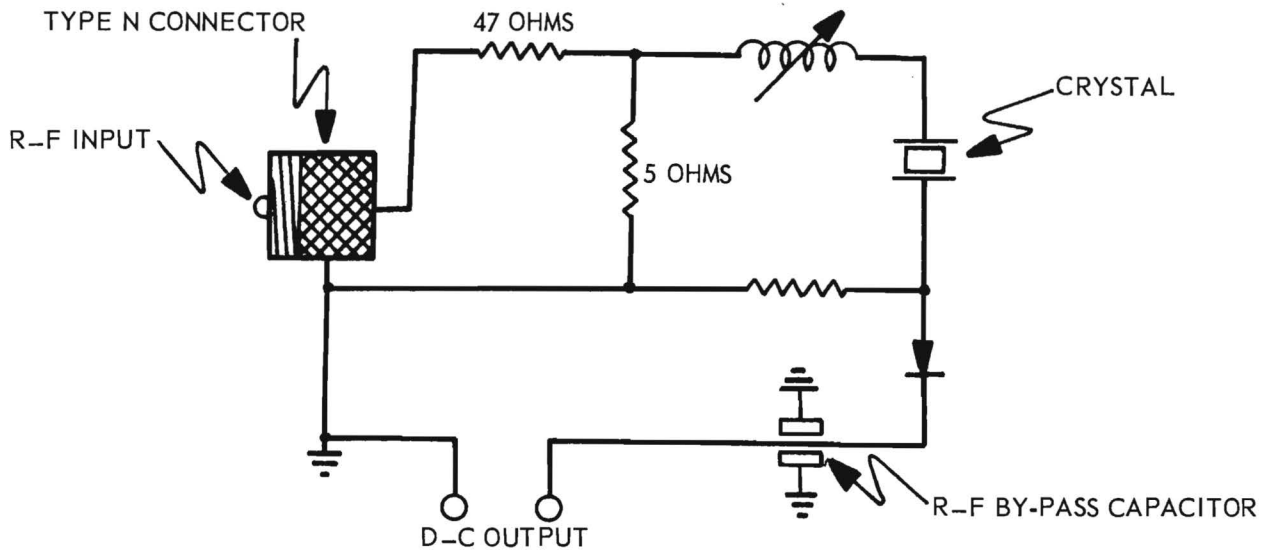 TYPE N CONNECTOR
47 OHMS
CRYSTAL
R–F INPUT
5 OHMS
R–F BY-PASS CAPACITOR
D–C OUTPUT